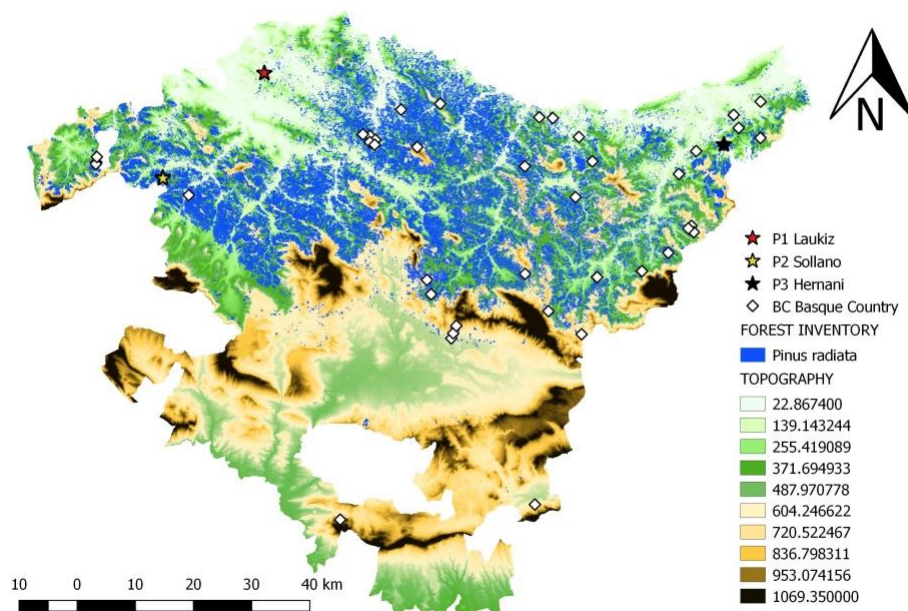 N
P1 Laukiz
P2 Sollano
P3 Hernani
BC Basque Country
FOREST INVENTORY
Pinus radiata
TOPOGRAPHY
22.867400
139.143244
255.419089
371.694933
487.970778
604.246622
720.522467
836.798311
953.074156
1069.350000
10 0 10 20 30 40 km